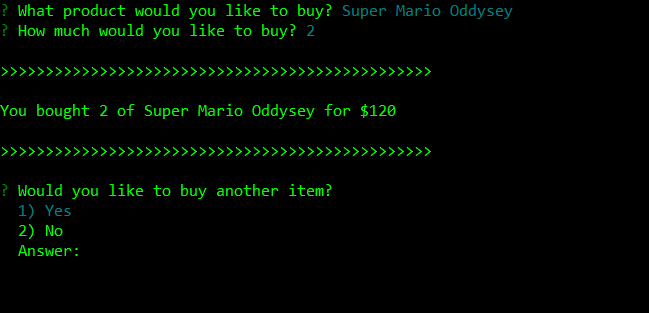 ? What product would you like to buy? Super Mario Oddysey
? How much would you like to buy? 2
>>>>>>>>>>>>>>>>>>>>>>>>>>>>>>>>>>>>>>>>>>>>>>>>
You bought 2 of Super Mario Oddysey for $120
>>>>>>>>>>>>>>>>>>>>>>>>>>>>>>>>>>>>>>>>>>>>>>>>
? Would you like to buy another item?
1) Yes
2) No
Answer: